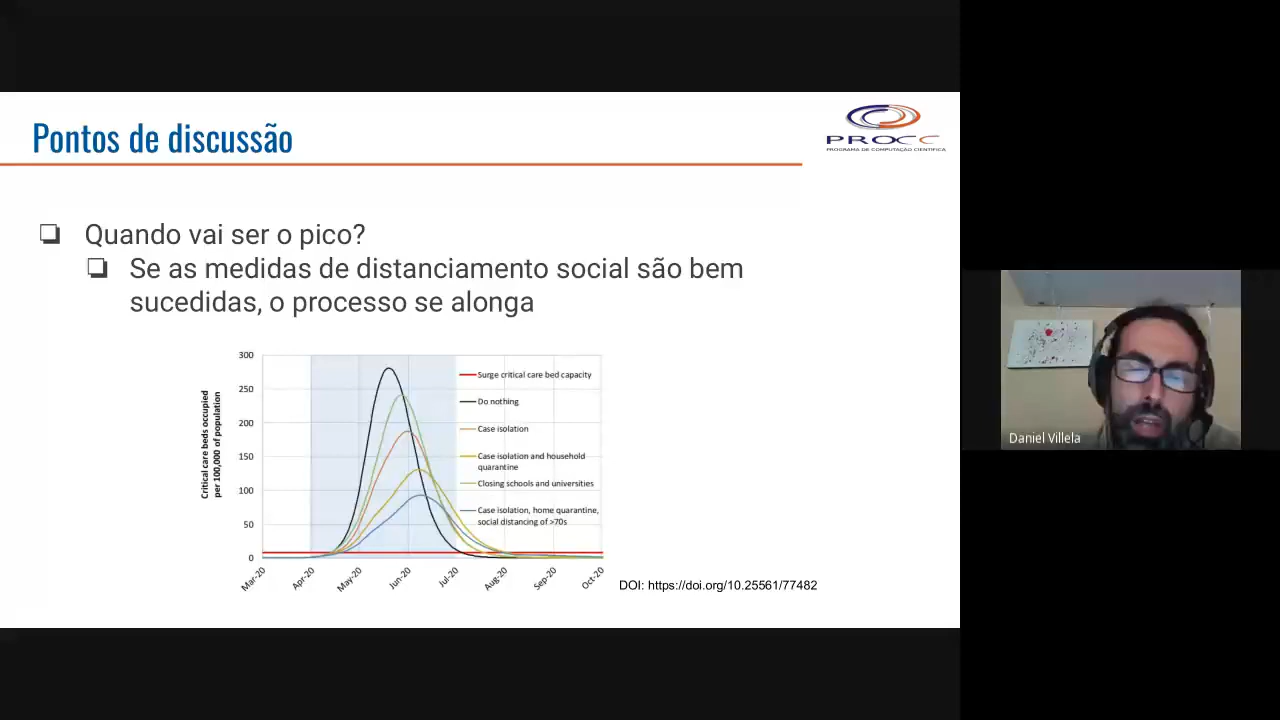 Pontos de discussão
PROCC
PROGRAMA DE COMPUTAÇÃO CIENTÍFICA
❏ Quando vai ser o pico?
❏ Se as medidas de distanciamento social são bem
sucedidas, o processo se alonga
Critical care beds occupied
per 100,000 of population
300
250
200
150
100
50
0
Surge critical care bed capacity
Do nothing
Case isolation
Case isolation and household
quarantine
Closing schools and universities
Case isolation, home quarantine,
social distancing of >70s
Mar-20
Apr-20
May-20
Jun-20
Jul-20
Aug-20
Sep-20
Oct-20
DOI: https://doi.org/10.25561/77482
Daniel Villela